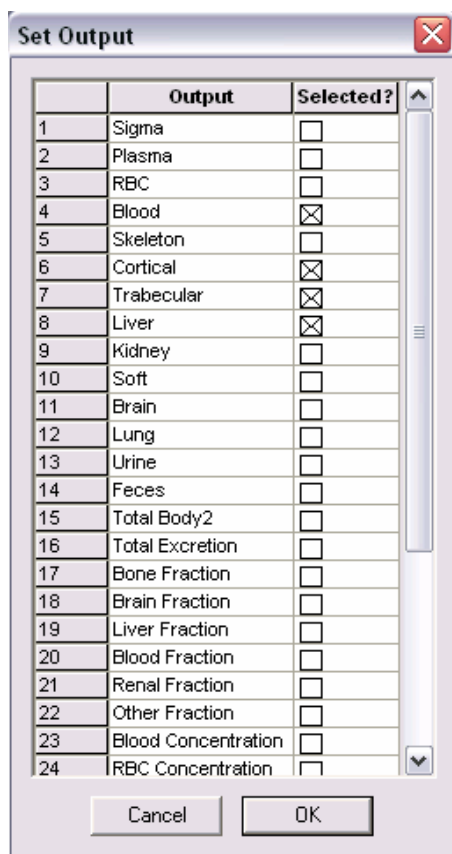 Set Output
Output Selected?
1 Sigma
2 Plasma
3 RBC
4 Blood
5 Skeleton
6 Cortical
7 Trabecular
8 Liver
9 Kidney
10 Soft
11 Brain
12 Lung
13 Urine
14 Feces
15 Total Body2
16 Total Excretion
17 Bone Fraction
18 Brain Fraction
19 Liver Fraction
20 Blood Fraction
21 Renal Fraction
22 Other Fraction
23 Blood Concentration
24 RBC Concentration
Cancel OK